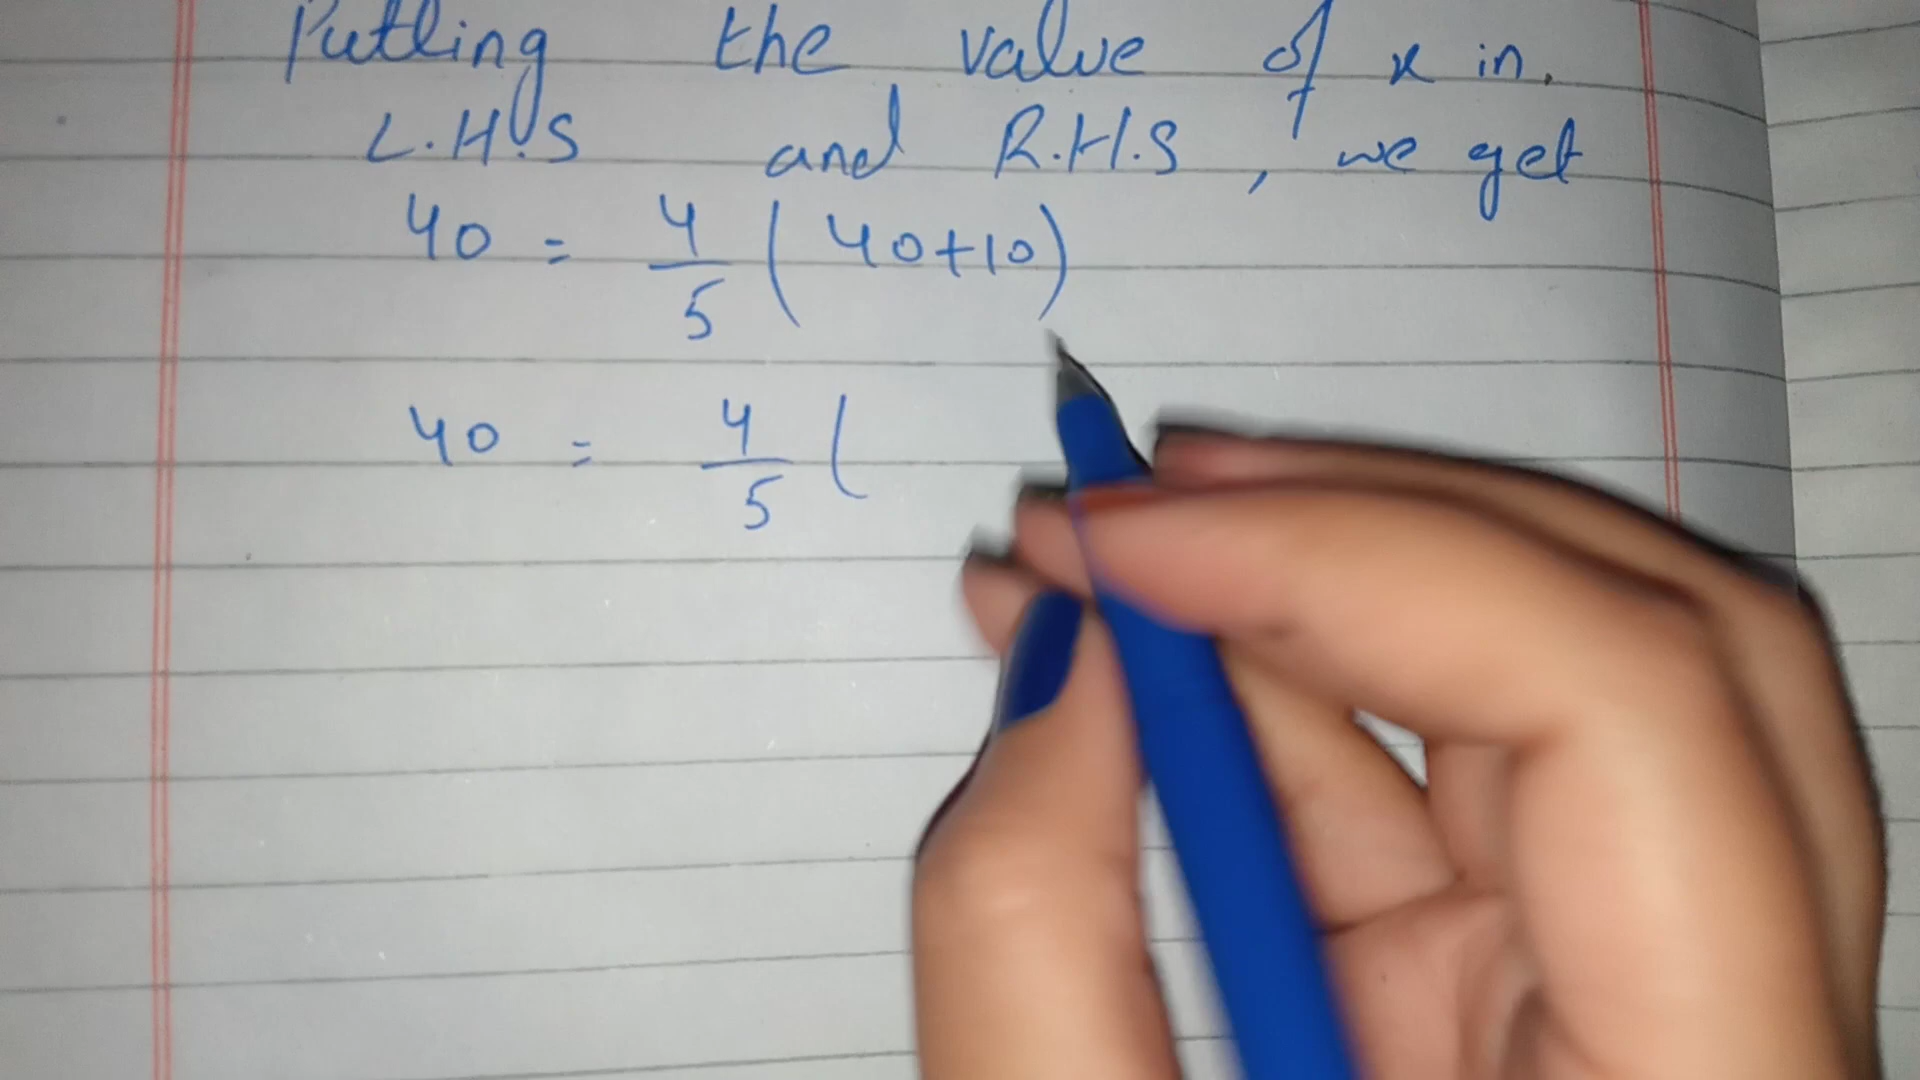 Putting the value of x in.
L.H.S and R.H.S, we get
40 = 4/5 (40+10)
40 = 4/5 (